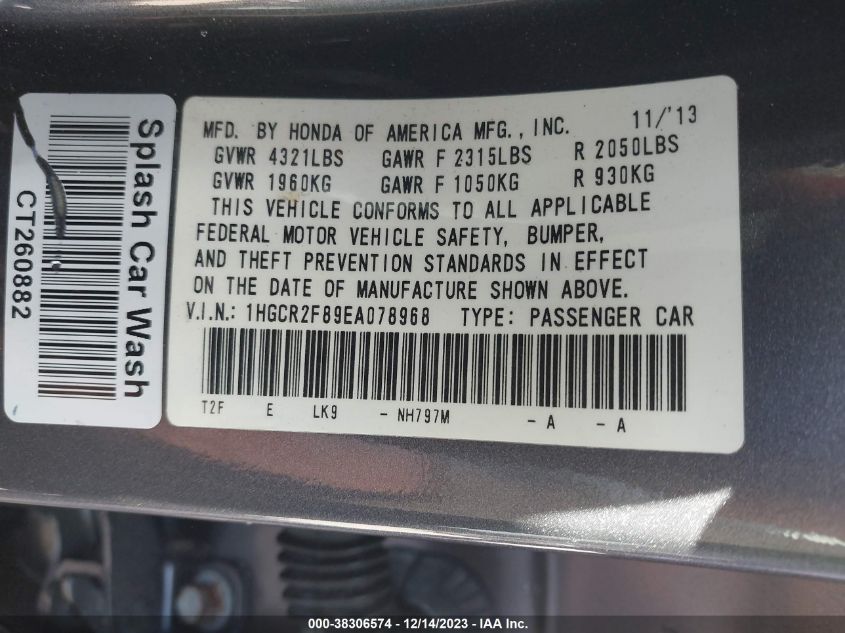 Splash Car Wash
CT260882
MFD. BY HONDA OF AMERICA MFG., INC. 11/'13
GVWR 4321LBS GAWR F 2315LBS R 2050LBS
GVWR 1960KG GAWR F 1050KG R 930KG
THIS VEHICLE CONFORMS TO ALL APPLICABLE
FEDERAL MOTOR VEHICLE SAFETY, BUMPER,
AND THEFT PREVENTION STANDARDS IN EFFECT
ON THE DATE OF MANUFACTURE SHOWN ABOVE.
V.I.N.: 1HGCR2F89EA078968 TYPE: PASSENGER CAR
T2F E LK9 - NH797M - A - A
000-38306574 - 12/14/2023 - IAA Inc.